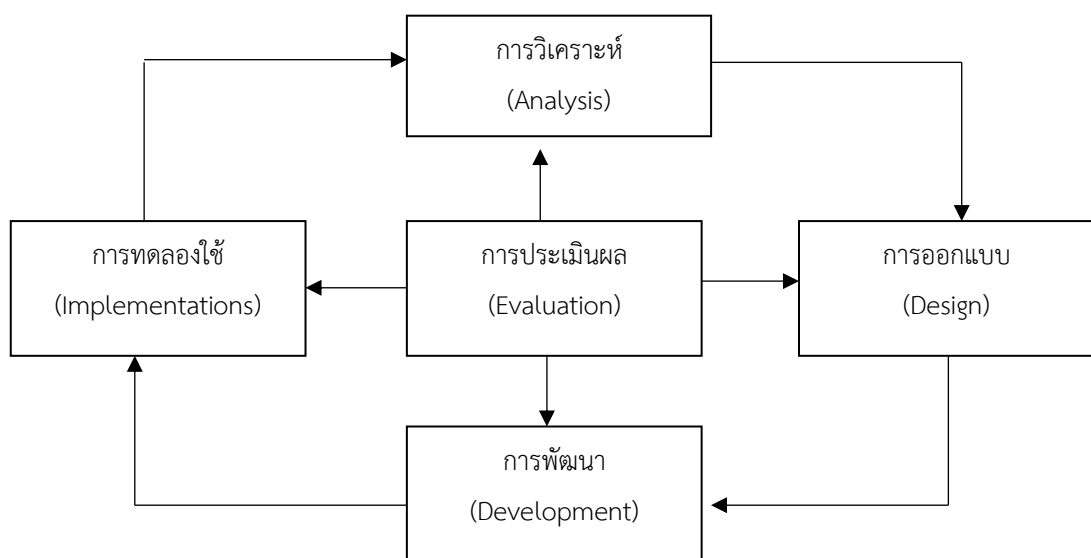 การวิเคราะห์
(Analysis)
การทดลองใช้
(Implementations)
การประเมินผล
(Evaluation)
การออกแบบ
(Design)
การพัฒนา
(Development)